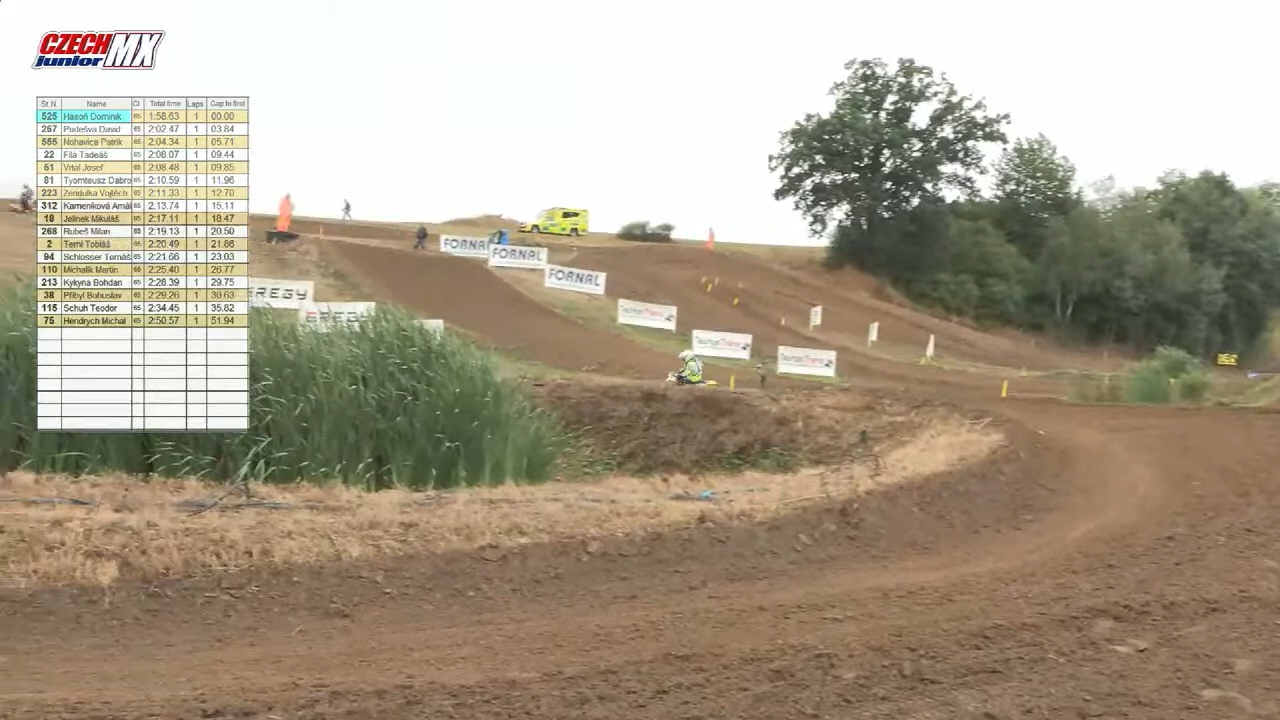 CZECH
junior MX
St.N. Name Cl. Total time Laps Gap to first
525 Hasoň Dominik 65 1:58.63 1 00.00
267 Poděšva David 65 2:02.47 1 03.84
555 Nohavica Patrik 65 2:04.34 1 05.71
22 Fila Tadeáš 65 2:08.07 1 09.44
51 Vrtal Josef 65 2:08.48 1 09.85
81 Tyomteusz Dabro 65 2:10.59 1 11.96
223 Zendulka Vojtěch 65 2:11.33 1 12.70
312 Kameníková Amál 65 2:13.74 1 15.11
18 Jelínek Mikuláš 65 2:17.11 1 18.47
268 Rubeš Milan 65 2:19.13 1 20.50
2 Teml Tobiáš 65 2:20.49 1 21.86
94 Schlosser Tomáš 65 2:21.66 1 23.03
110 Michalík Martin 65 2:25.40 1 26.77
213 Kykyna Bohdan 65 2:28.39 1 29.75
38 Přibyl Bohuslav 65 2:29.26 1 30.63
115 Schuh Teodor 65 2:34.45 1 35.82
75 Hendrych Michal 65 2:50.57 1 51.94
FORNAL
FORNAL
FORNAL